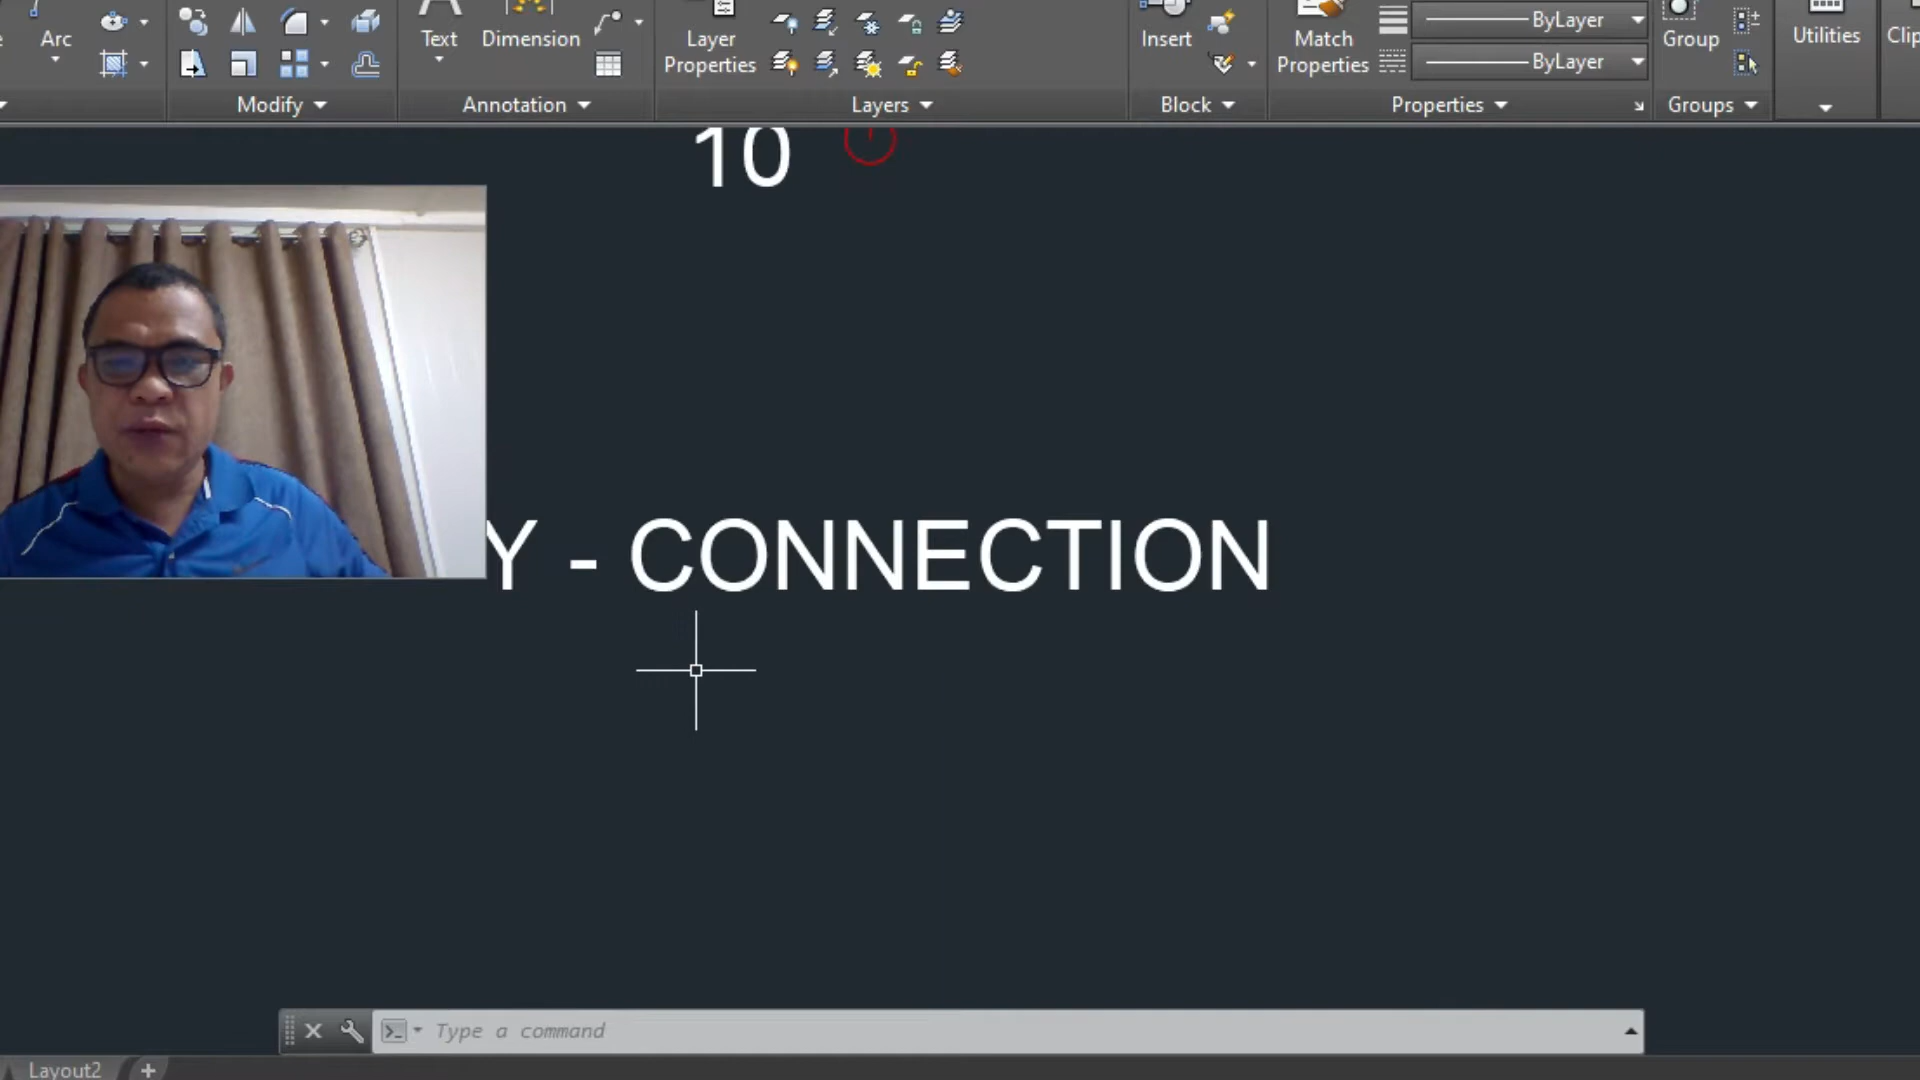 Arc
Text
Dimension
Layer
Properties
Insert
Match
Properties
ByLayer
ByLayer
Group
Utilities
Modify
Annotation
Layers
Block
Properties
Groups
10
Y - CONNECTION
Type a command
Layout2